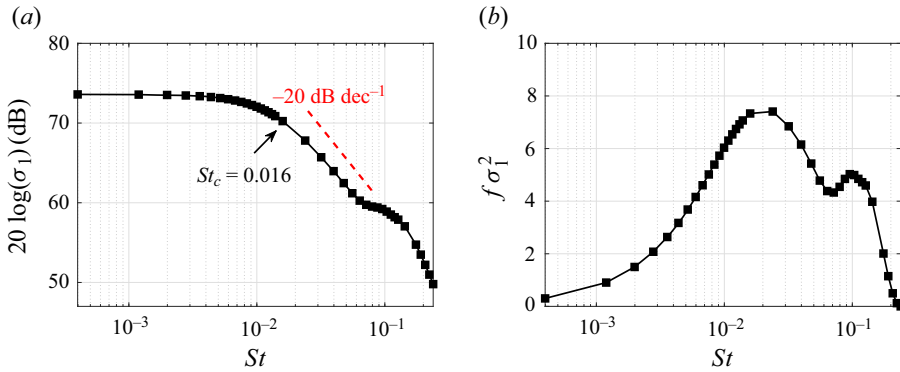 (a)
80
70
60
50
20 log(σ₁) (dB)
–20 dB dec⁻¹
St_c = 0.016
10⁻³
10⁻²
10⁻¹
St
(b)
10
8
6
4
2
0
f σ₁²
10⁻³
10⁻²
10⁻¹
St